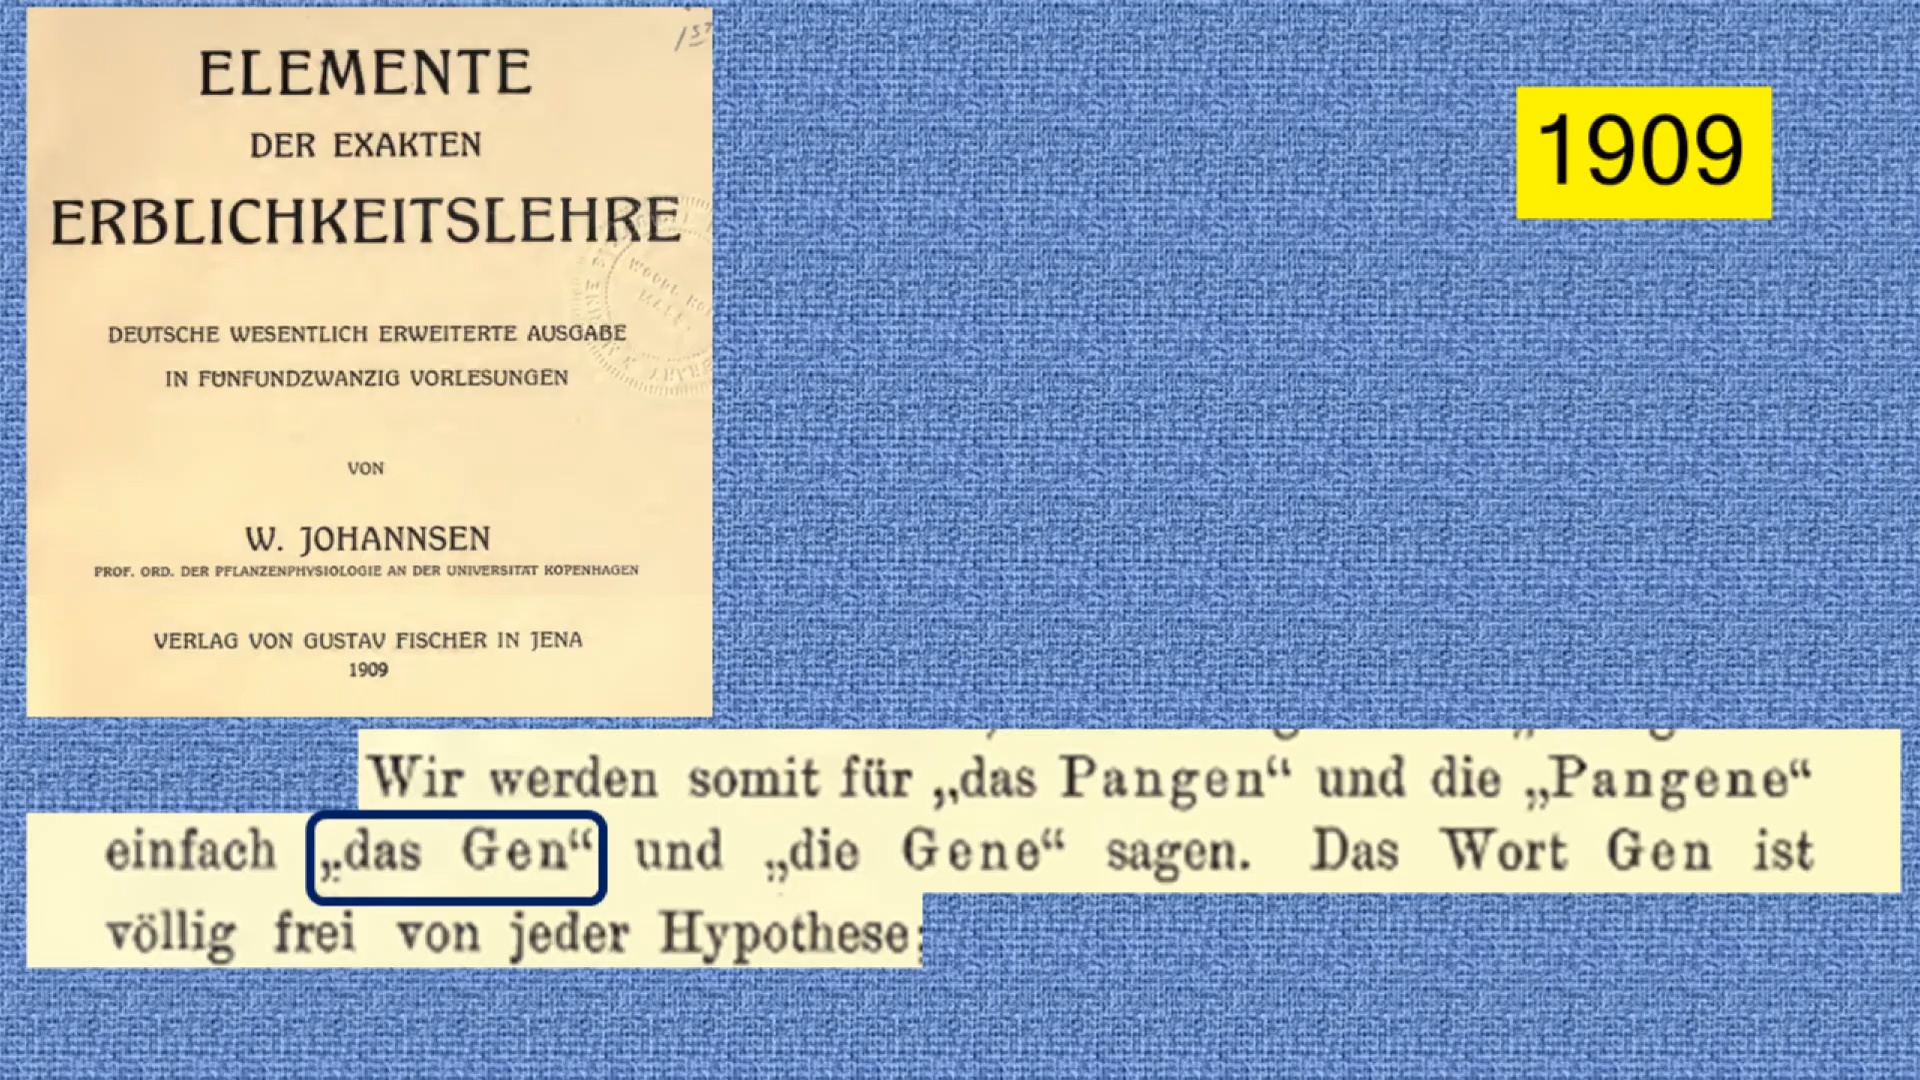 ELEMENTE
DER EXAKTEN
ERBLICHKEITSLEHRE
DEUTSCHE WESENTLICH ERWEITERTE AUSGABE
IN FÜNFUNDZWANZIG VORLESUNGEN
VON
W. JOHANNSEN
PROF. ORD. DER PFLANZENPHYSIOLOGIE AN DER UNIVERSITÄT KOPENHAGEN
VERLAG VON GUSTAV FISCHER IN JENA
1909
1909
Wir werden somit für „das Pangen“ und die „Pangene“
einfach „das Gen“ und „die Gene“ sagen. Das Wort Gen ist
völlig frei von jeder Hypothese;